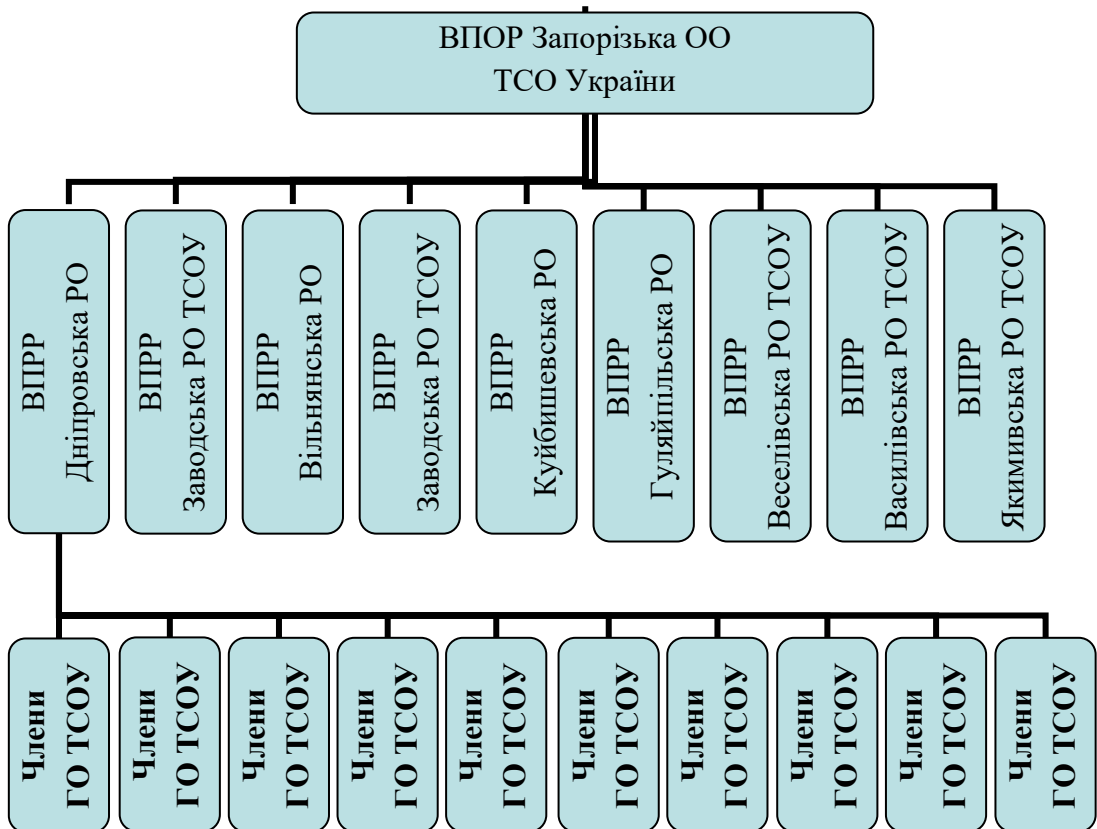 ВПОР Запорізька ОО
ТСО України
ВПРР
Дніпровська РО
ВПРР
Заводська РО ТСОУ
ВПРР
Вільнянська РО
ВПРР
Заводська РО ТСОУ
ВПРР
Куйбишевська РО
ВПРР
Гуляйпільська РО
ВПРР
Веселівська РО ТСОУ
ВПРР
Василівська РО ТСОУ
ВПРР
Якимивська РО ТСОУ
Члени
ГО ТСОУ
Члени
ГО ТСОУ
Члени
ГО ТСОУ
Члени
ГО ТСОУ
Члени
ГО ТСОУ
Члени
ГО ТСОУ
Члени
ГО ТСОУ
Члени
ГО ТСОУ
Члени
ГО ТСОУ
Члени
ГО ТСОУ